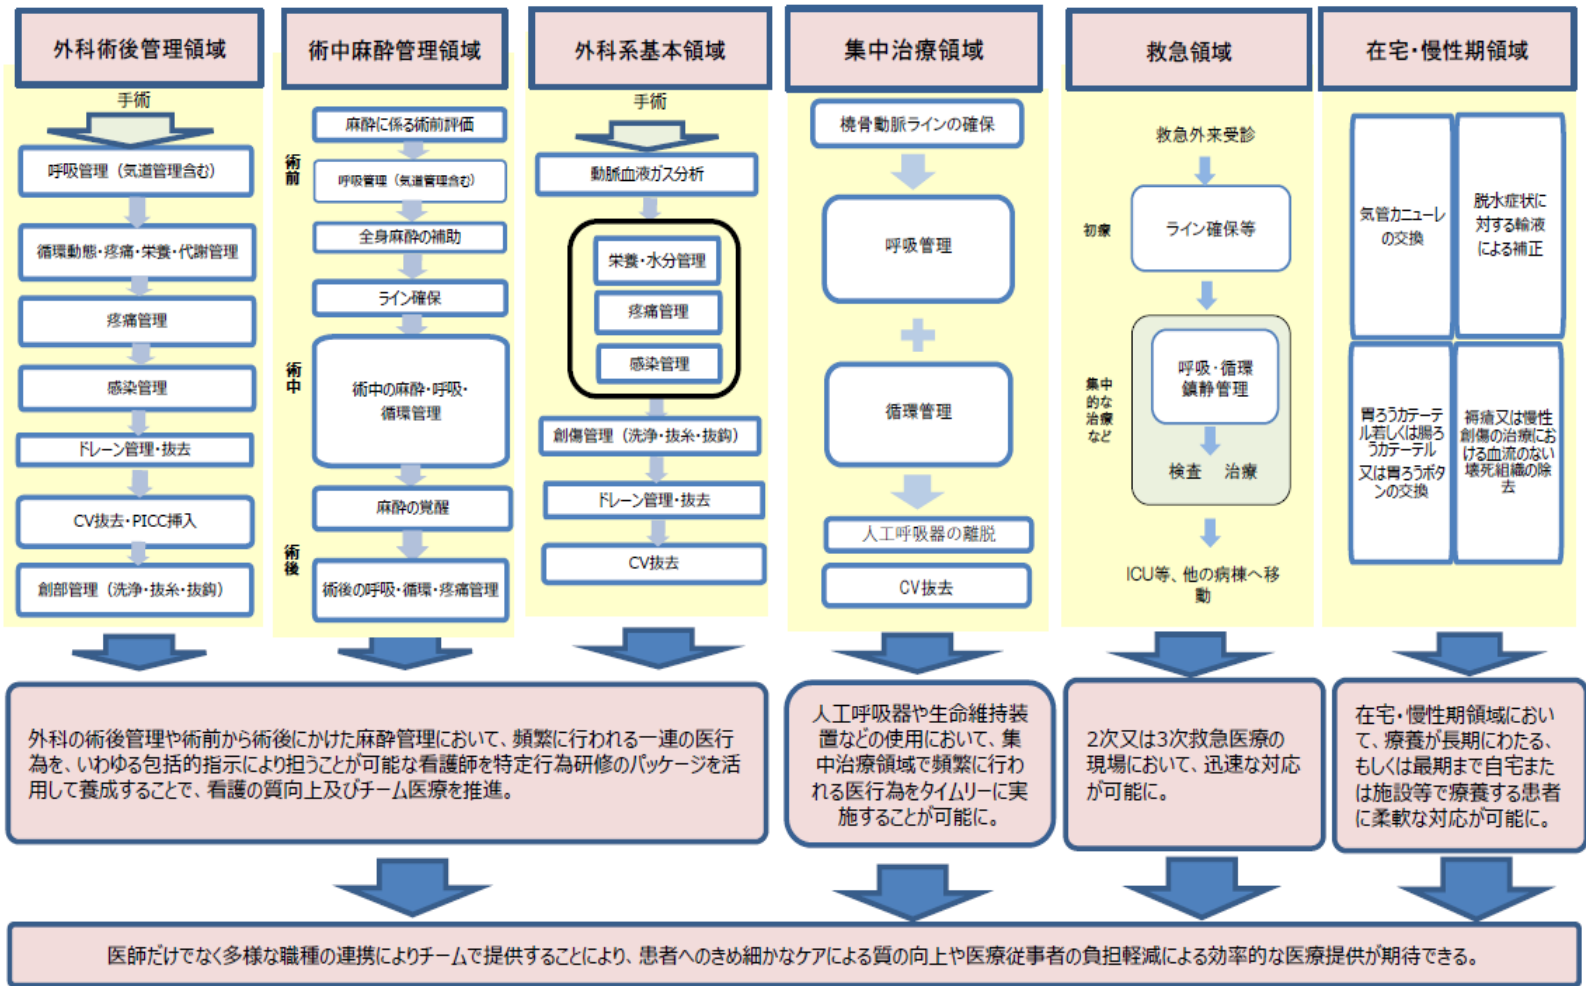 外科術後管理領域
手術
呼吸管理（気道管理含む）
循環動態・疼痛・栄養・代謝管理
疼痛管理
感染管理
ドレーン管理・抜去
CV抜去・PICC挿入
創部管理（洗浄・抜糸・抜鈎）
術中麻酔管理領域
術前
麻酔に係る術前評価
呼吸管理（気道管理含む）
全身麻酔の補助
ライン確保
術中
術中の麻酔・呼吸・
循環管理
麻酔の覚醒
術後
術後の呼吸・循環・疼痛管理
外科系基本領域
手術
動脈血液ガス分析
栄養・水分管理
疼痛管理
感染管理
創傷管理（洗浄・抜糸・抜鈎）
ドレーン管理・抜去
CV抜去
集中治療領域
橈骨動脈ラインの確保
呼吸管理
循環管理
人工呼吸器の離脱
CV抜去
救急領域
救急外来受診
初療
ライン確保等
集中
的な
治療
など
呼吸・循環
鎮静管理
検査 治療
ICU等、他の病棟へ移
動
在宅・慢性期領域
気管カニューレ
の交換
脱水症状に
対する輸液
による補正
胃ろうカテーテ
ル若しくは腸ろ
うカテーテル
又は胃ろうボタ
ンの交換
褥瘡又は慢性
創傷の治療にお
ける血流のない
壊死組織の除
去
外科の術後管理や術前から術後にかけた麻酔管理において、頻繁に行われる一連の医行
為を、いわゆる包括的指示により担うことが可能な看護師を特定行為研修のパッケージを活
用して養成することで、看護の質向上及びチーム医療を推進。
人工呼吸器や生命維持装
置などの使用において、集
中治療領域で頻繁に行わ
れる医行為をタイムリーに実
施することが可能に。
2次又は3次救急医療の
現場において、迅速な対応
が可能に。
在宅・慢性期領域におい
て、療養が長期にわたる、
もしくは最期まで自宅また
は施設等で療養する患者
に柔軟な対応が可能に。
医師だけでなく多様な職種の連携によりチームで提供することにより、患者へのきめ細かなケアによる質の向上や医療従事者の負担軽減による効率的な医療提供が期待できる。